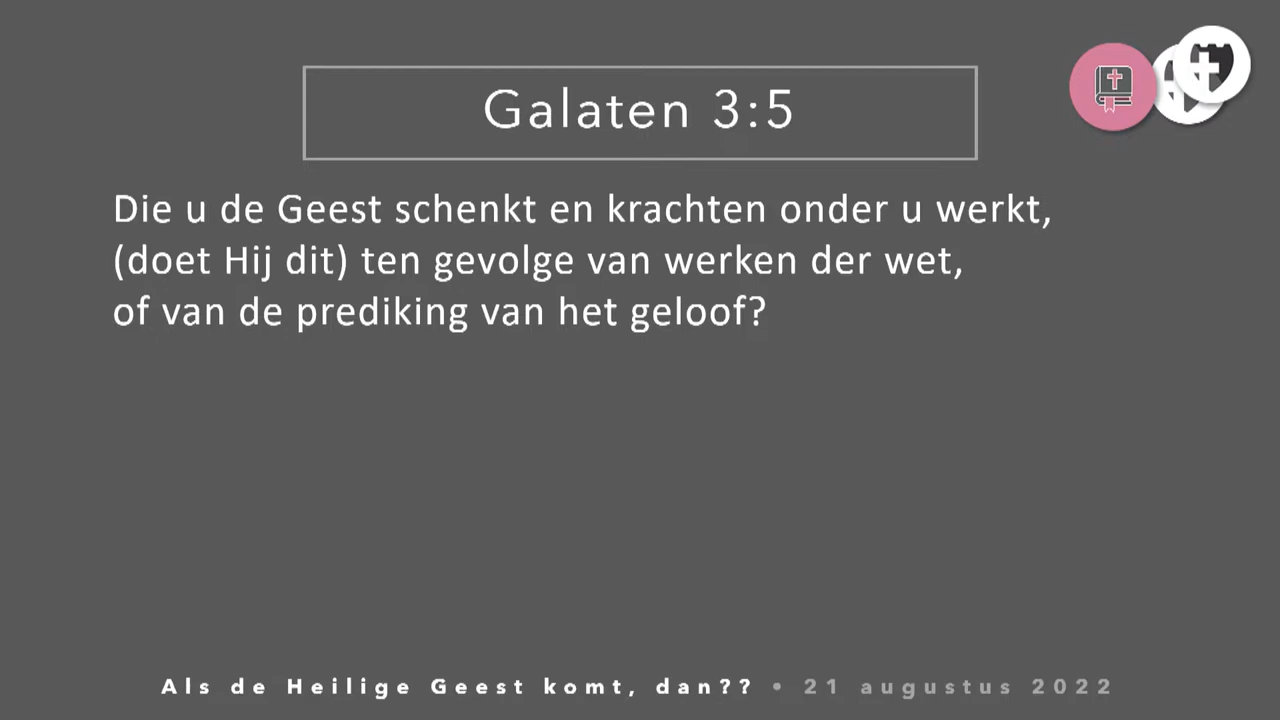 Galaten 3:5
Die u de Geest schenkt en krachten onder u werkt,
(doet Hij dit) ten gevolge van werken der wet,
of van de prediking van het geloof?
Als de Heilige Geest komt, dan?? • 21 augustus 2022